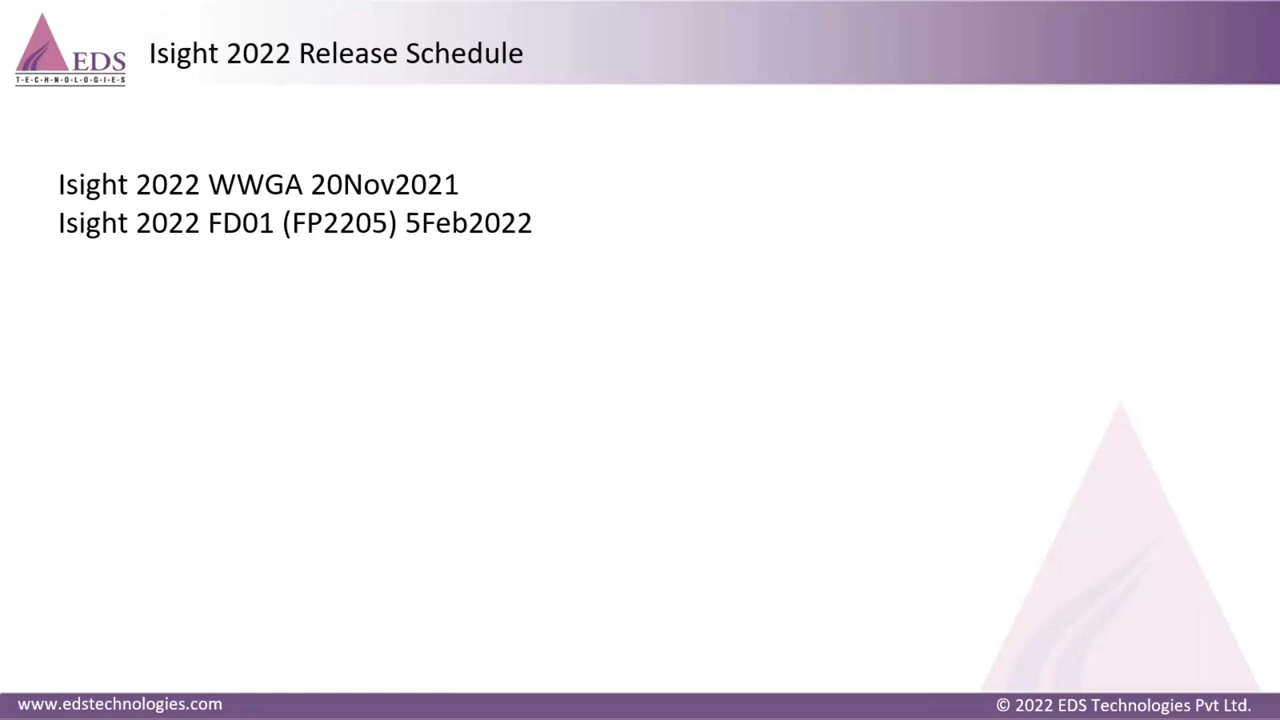 EDS
T·E·C·H·N·O·L·O·G·I·E·S
Isight 2022 Release Schedule
Isight 2022 WWGA 20Nov2021
Isight 2022 FD01 (FP2205) 5Feb2022
www.edstechnologies.com
© 2022 EDS Technologies Pvt Ltd.